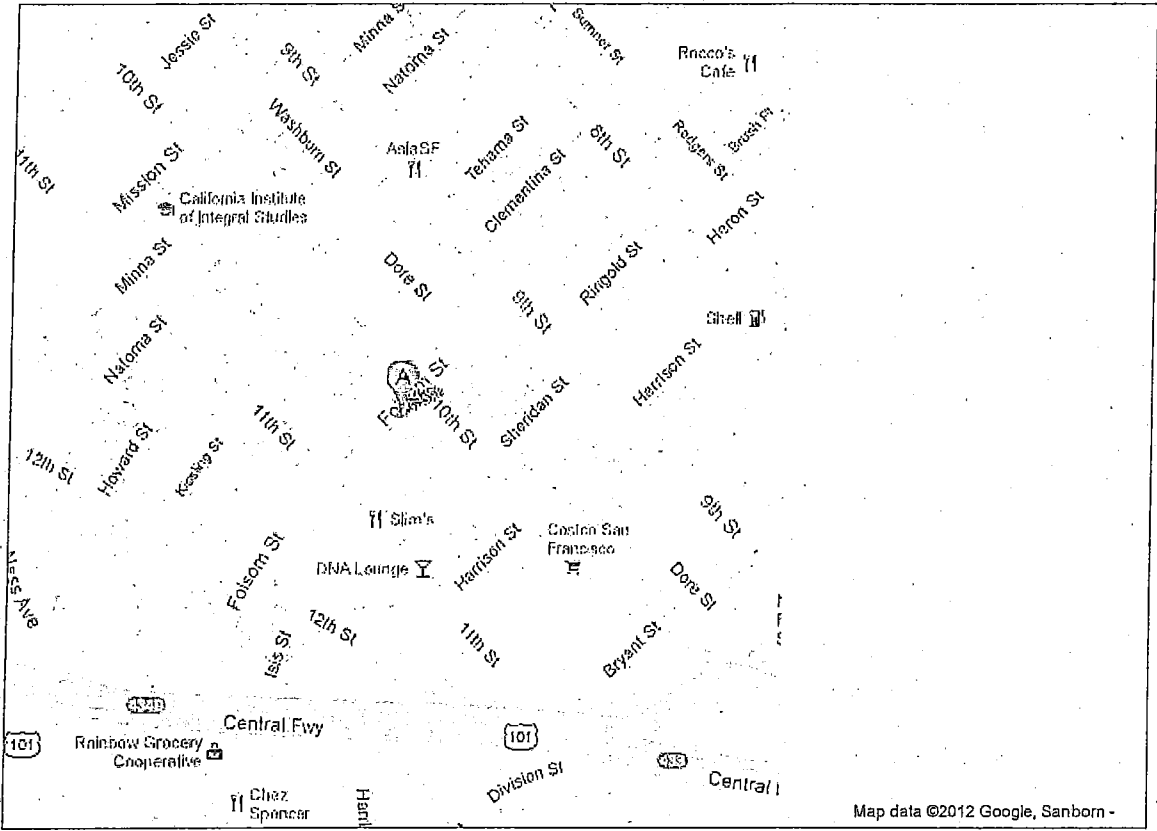 Jessie St
9th St
Minna S
Natoma St
Sumner St
Rocco's
Cafe
10th St
Washburn St
AsiaSF
Tehama St
8th St
Rodgers St
Brush Pl
11th St
Mission St
California Institute
of Integral Studies
Clementina St
Heron St
Minna St
Dore St
Ringold St
9th St
Shell
Natoma St
A
10th St
Sheridan St
Harrison St
11th St
12th St
Howard St
Kissling St
Slim's
Costco San
Francisco
9th St
Folsom St
DNA Lounge
Harrison St
Dore St
Ness Ave
Isis St
12th St
11th St
Bryant St
Central Fwy
101
Rainbow Grocery
Cooperative
101
Division St
Central
Chez
Spencer
Harri
Map data ©2012 Google, Sanborn -